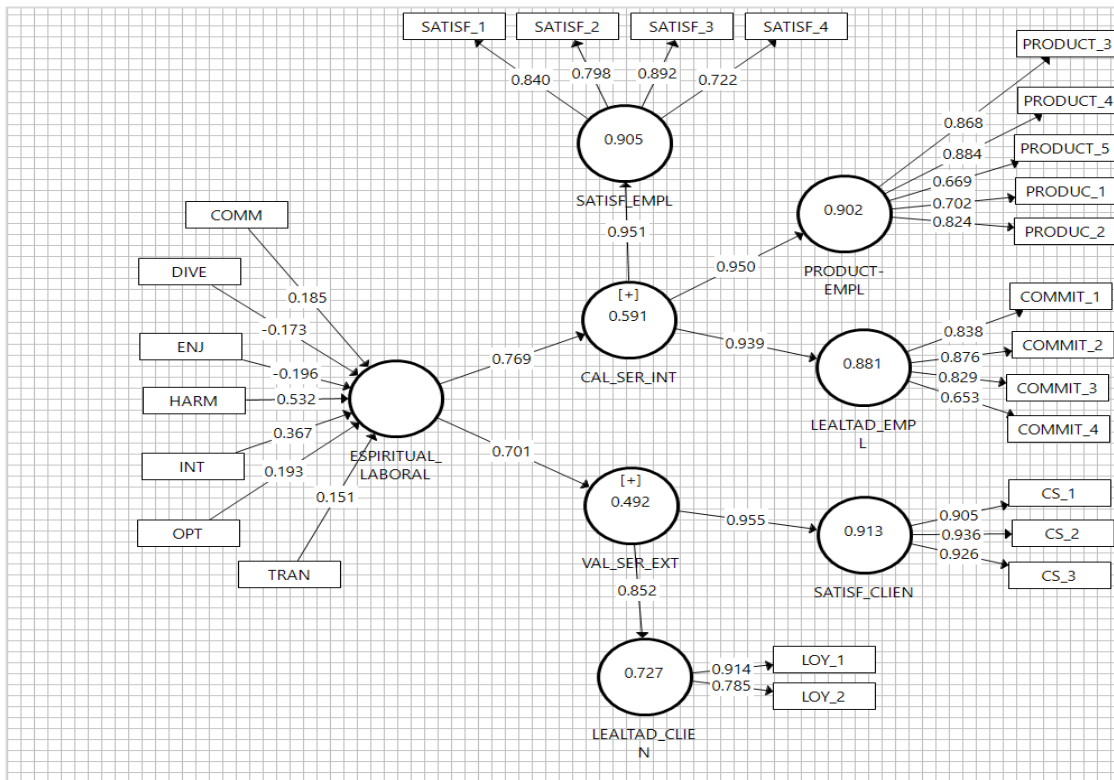 SATISF_1
SATISF_2
SATISF_3
SATISF_4
0.840
0.798
0.892
0.722
0.905
SATISF_EMPL
0.951
PRODUCT_3
PRODUCT_4
PRODUCT_5
PRODUC_1
PRODUC_2
0.868
0.884
0.669
0.702
0.824
0.902
PRODUCT-
EMPL
0.950
COMM
DIVE
ENJ
HARM
INT
OPT
TRAN
0.185
-0.173
-0.196
0.532
0.367
0.193
0.151
ESPIRITUAL_
LABORAL
0.769
0.701
[+]
0.591
CAL_SER_INT
0.939
COMMIT_1
COMMIT_2
COMMIT_3
COMMIT_4
0.838
0.876
0.829
0.653
0.881
LEALTAD_EMP
L
[+]
0.492
VAL_SER_EXT
0.955
0.852
CS_1
CS_2
CS_3
0.905
0.936
0.926
0.913
SATISF_CLIEN
0.727
LEALTAD_CLIE
N
0.914
0.785
LOY_1
LOY_2